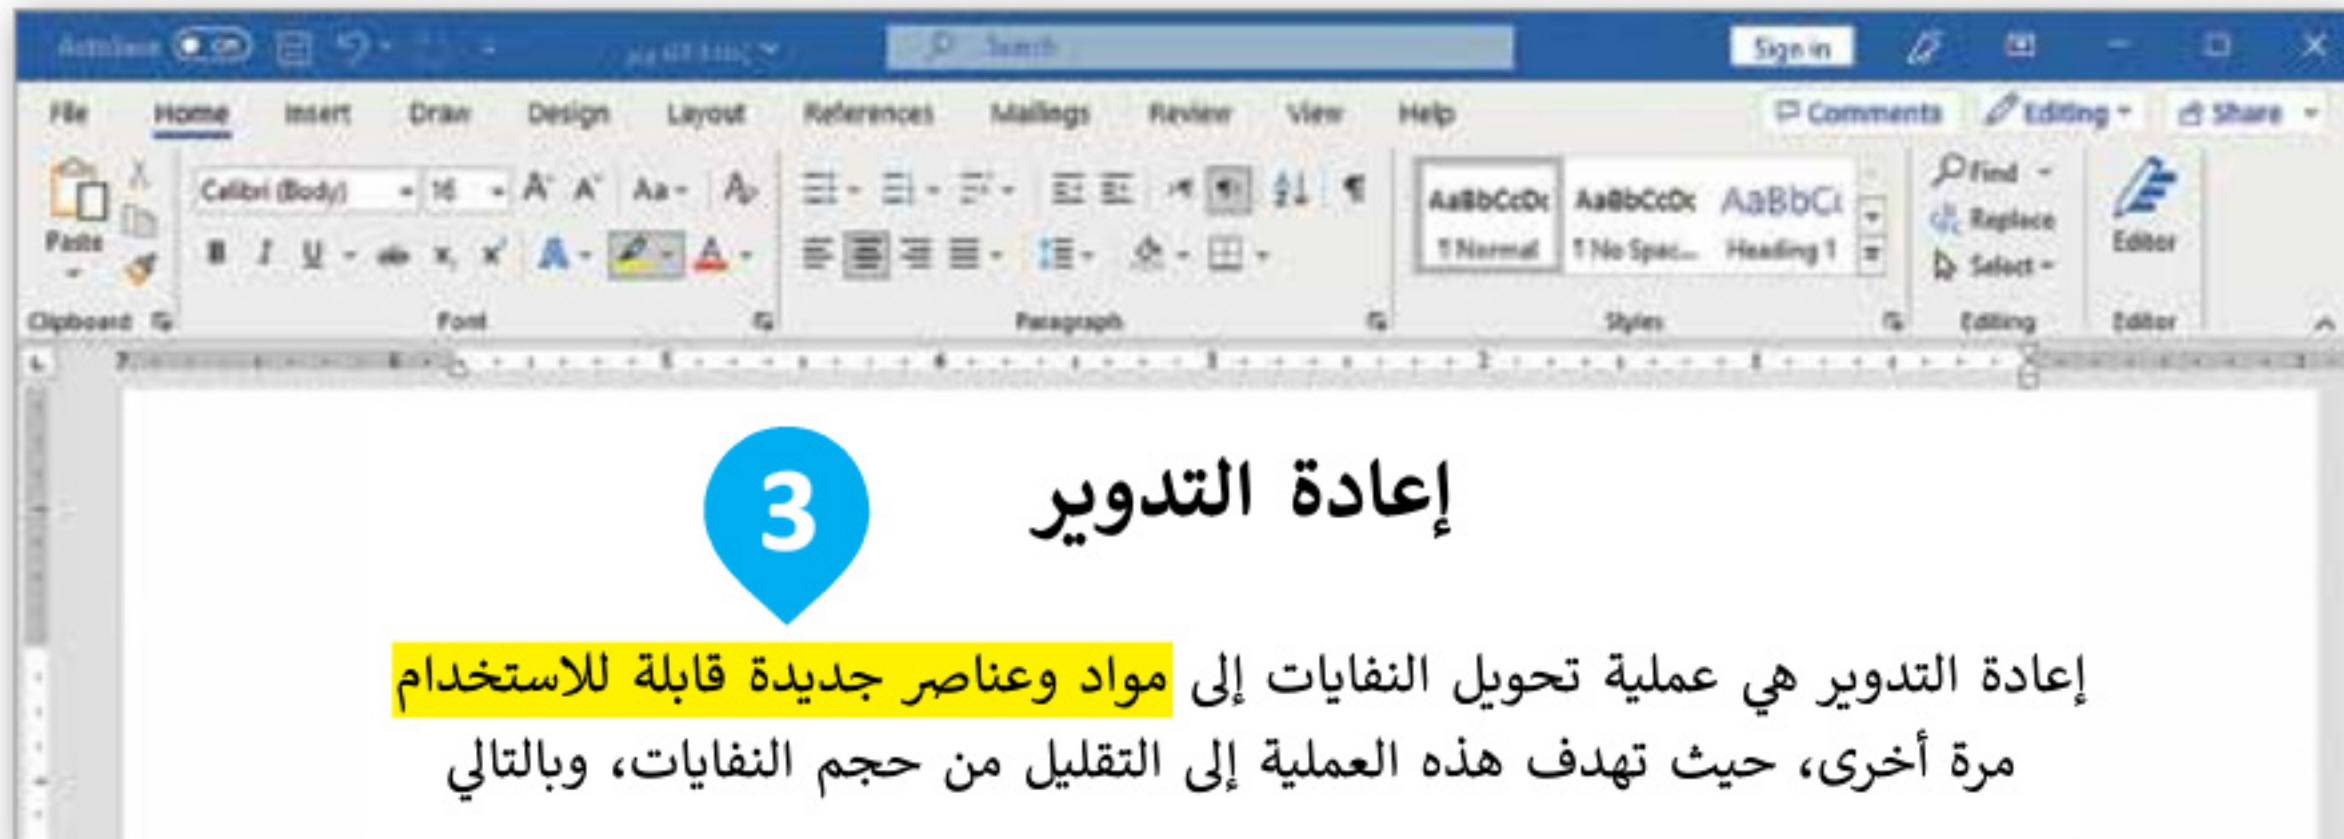 Search
Sign in
File Home Insert Draw Design Layout References Mailings Review View Help Comments Editing Share
Calibri (Body) 16 Aa
AaBbCcDc AaBbCcDc AaBbCc Find
Paste Replace
¶ Normal ¶ No Spac... Heading 1 Select Editor
Clipboard Font Paragraph Styles Editing Editor
3
إعادة التدوير
إعادة التدوير هي عملية تحويل النفايات إلى مواد وعناصر جديدة قابلة للاستخدام
مرة أخرى، حيث تهدف هذه العملية إلى التقليل من حجم النفايات، وبالتالي